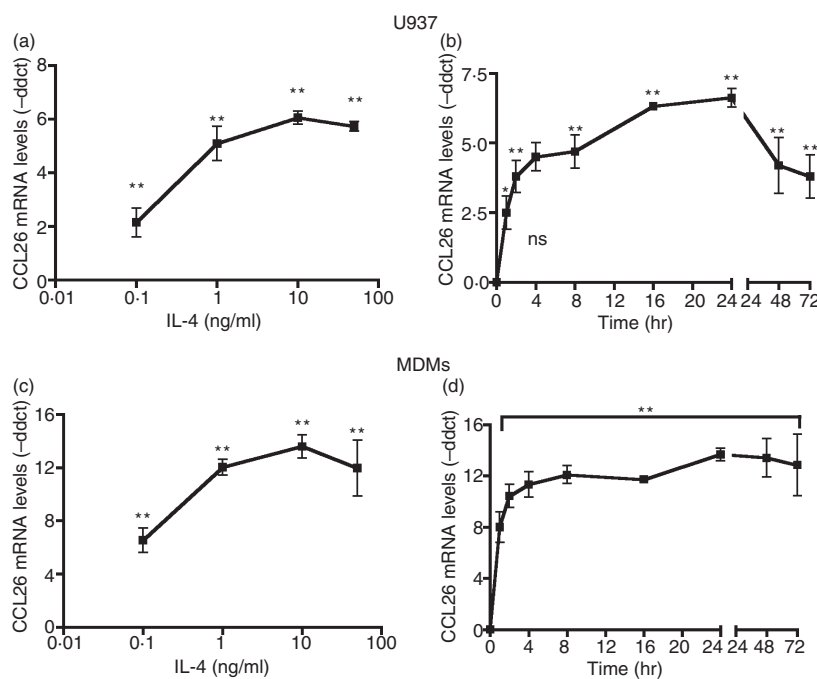 U937
(a)
CCL26 mRNA levels (–ddct)
8
6
4
2
0
**
**
**
**
0·01 0·1 1 10 100
IL-4 (ng/ml)
(b)
CCL26 mRNA levels (–ddct)
7·5
5·0
2·5
0·0
*
**
**
**
**
**
**
ns
0 4 8 12 16 20 24 24 48 72
Time (hr)
MDMs
(c)
CCL26 mRNA levels (–ddct)
16
12
8
4
0
**
**
**
**
0·01 0·1 1 10 100
IL-4 (ng/ml)
(d)
CCL26 mRNA levels (–ddct)
16
12
8
4
0
**
0 4 8 12 16 20 24 24 48 72
Time (hr)